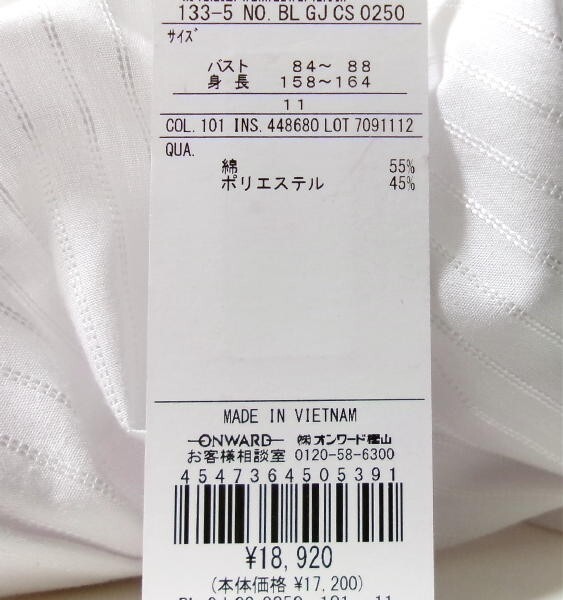 133-5 NO. BL GJ CS 0250
サイズ
バスト 84～ 88
身長 158～164
11
COL. 101 INS. 448680 LOT 7091112
QUA.
綿 55%
ポリエステル 45%
MADE IN VIETNAM
ONWARD ㈱オンワード樫山
お客様相談室 0120-58-6300
4547364505391
¥18,920
(本体価格 ¥17,200)